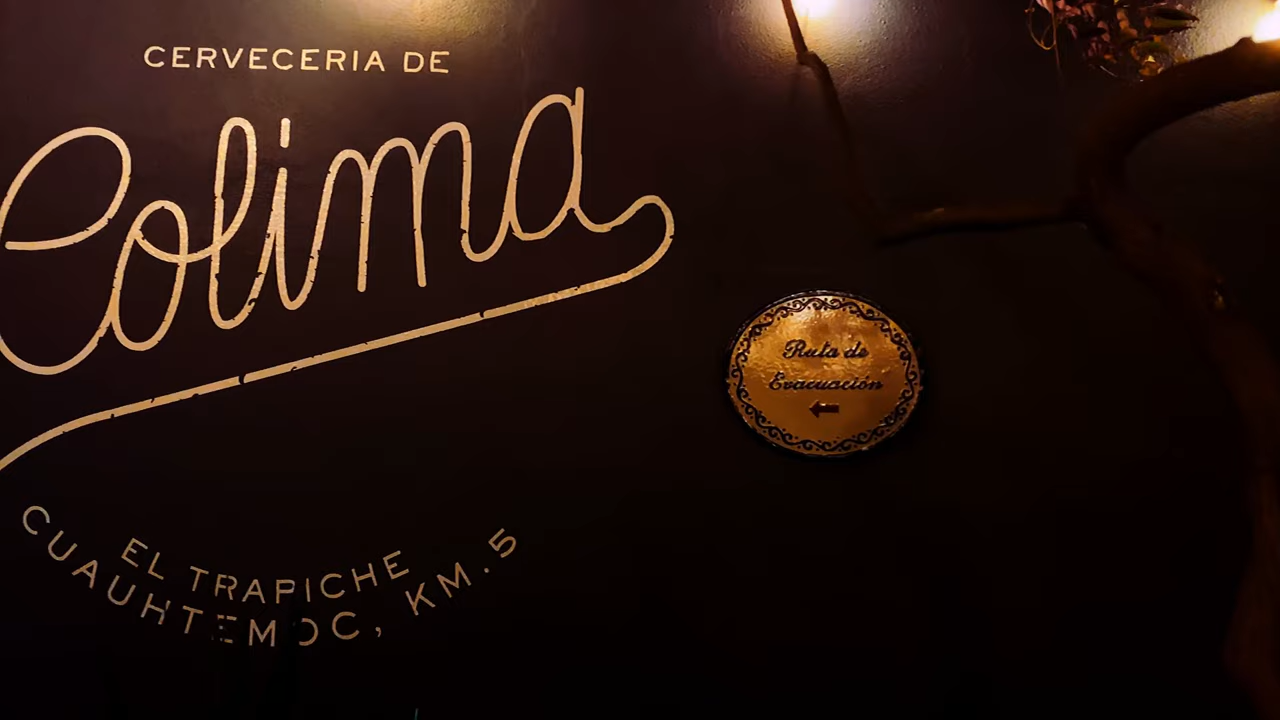 CERVECERIA DE
Colima
EL TRAPICHE
CUAUHTEMOC, KM.5
Ruta de
Evacuación